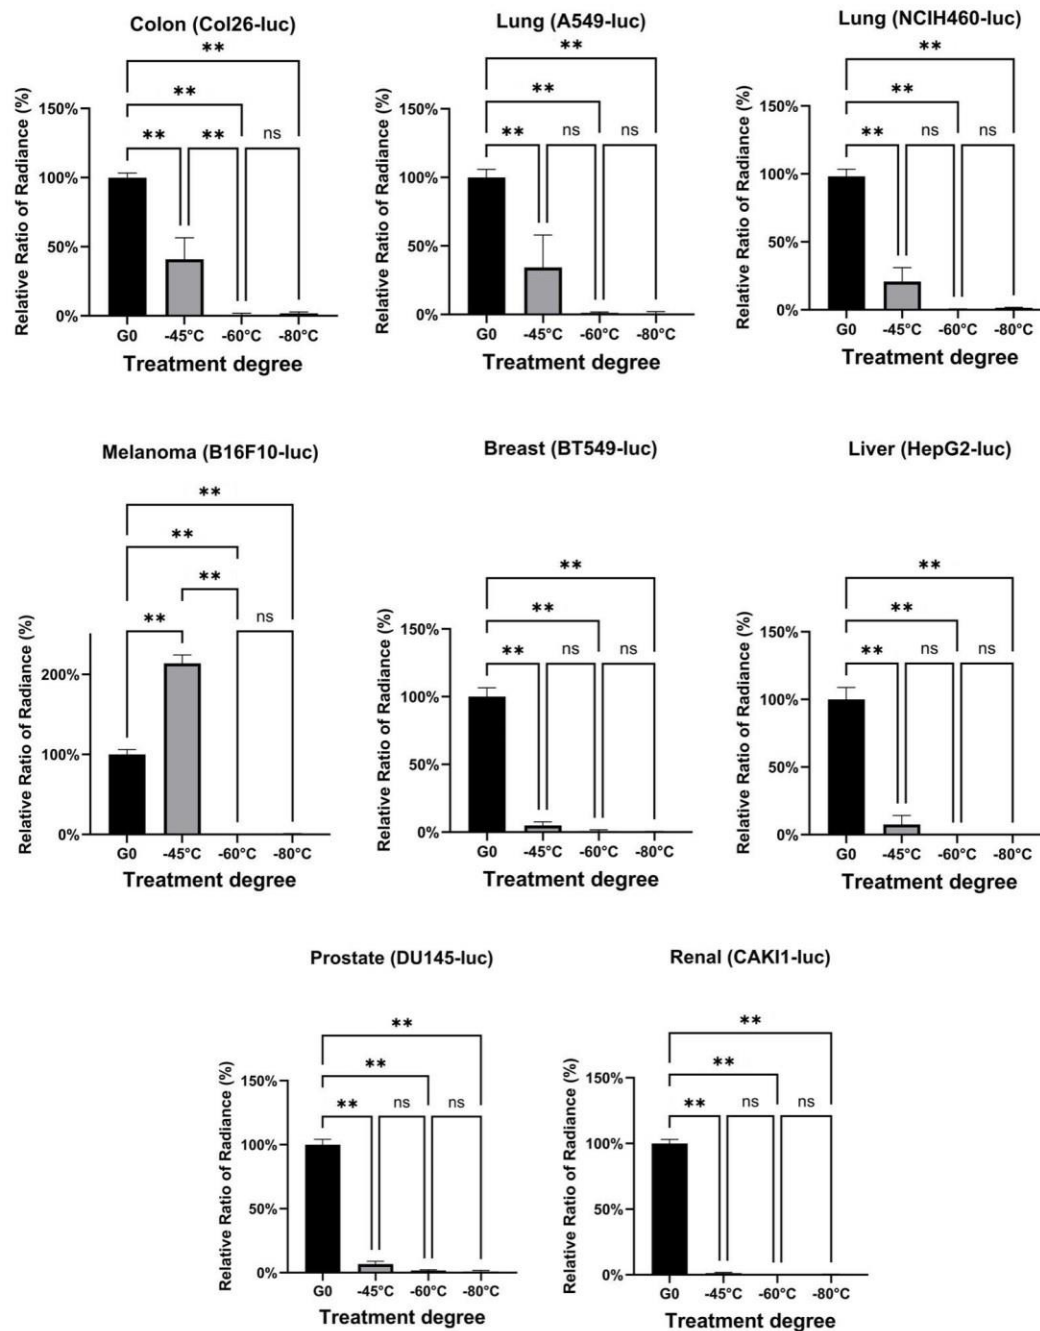 Colon (Col26-luc)
**
**
** ** ns
Relative Ratio of Radiance (%)
150%
100%
50%
0%
G0 -45°C -60°C -80°C
Treatment degree
Lung (A549-luc)
**
**
** ns ns
Relative Ratio of Radiance (%)
150%
100%
50%
0%
G0 -45°C -60°C -80°C
Treatment degree
Lung (NCIH460-luc)
**
**
** ns ns
Relative Ratio of Radiance (%)
150%
100%
50%
0%
G0 -45°C -60°C -80°C
Treatment degree
Melanoma (B16F10-luc)
**
**
**
** ns
Relative Ratio of Radiance (%)
200%
100%
0%
G0 -45°C -60°C -80°C
Treatment degree
Breast (BT549-luc)
**
**
** ns ns
Relative Ratio of Radiance (%)
150%
100%
50%
0%
G0 -45°C -60°C -80°C
Treatment degree
Liver (HepG2-luc)
**
**
** ns ns
Relative Ratio of Radiance (%)
150%
100%
50%
0%
G0 -45°C -60°C -80°C
Treatment degree
Prostate (DU145-luc)
**
**
** ns ns
Relative Ratio of Radiance (%)
150%
100%
50%
0%
G0 -45°C -60°C -80°C
Treatment degree
Renal (CAKI1-luc)
**
**
** ns ns
Relative Ratio of Radiance (%)
150%
100%
50%
0%
G0 -45°C -60°C -80°C
Treatment degree